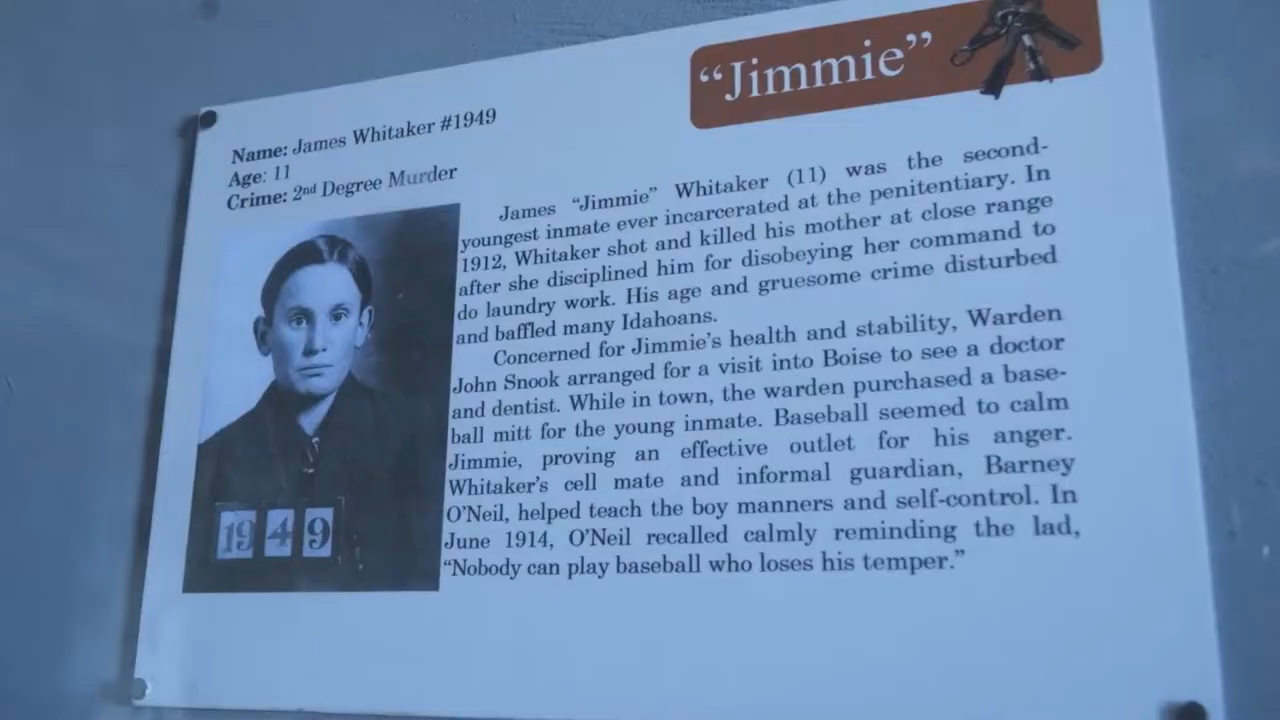 “Jimmie”
Name: James Whitaker #1949
Age: 11
Crime: 2nd Degree Murder
James “Jimmie” Whitaker (11) was the second-
youngest inmate ever incarcerated at the penitentiary. In
1912, Whitaker shot and killed his mother at close range
after she disciplined him for disobeying her command to
do laundry work. His age and gruesome crime disturbed
and baffled many Idahoans.
Concerned for Jimmie’s health and stability, Warden
John Snook arranged for a visit into Boise to see a doctor
and dentist. While in town, the warden purchased a base-
ball mitt for the young inmate. Baseball seemed to calm
Jimmie, proving an effective outlet for his anger.
Whitaker’s cell mate and informal guardian, Barney
O’Neil, helped teach the boy manners and self-control. In
June 1914, O’Neil recalled calmly reminding the lad,
“Nobody can play baseball who loses his temper.”
1949